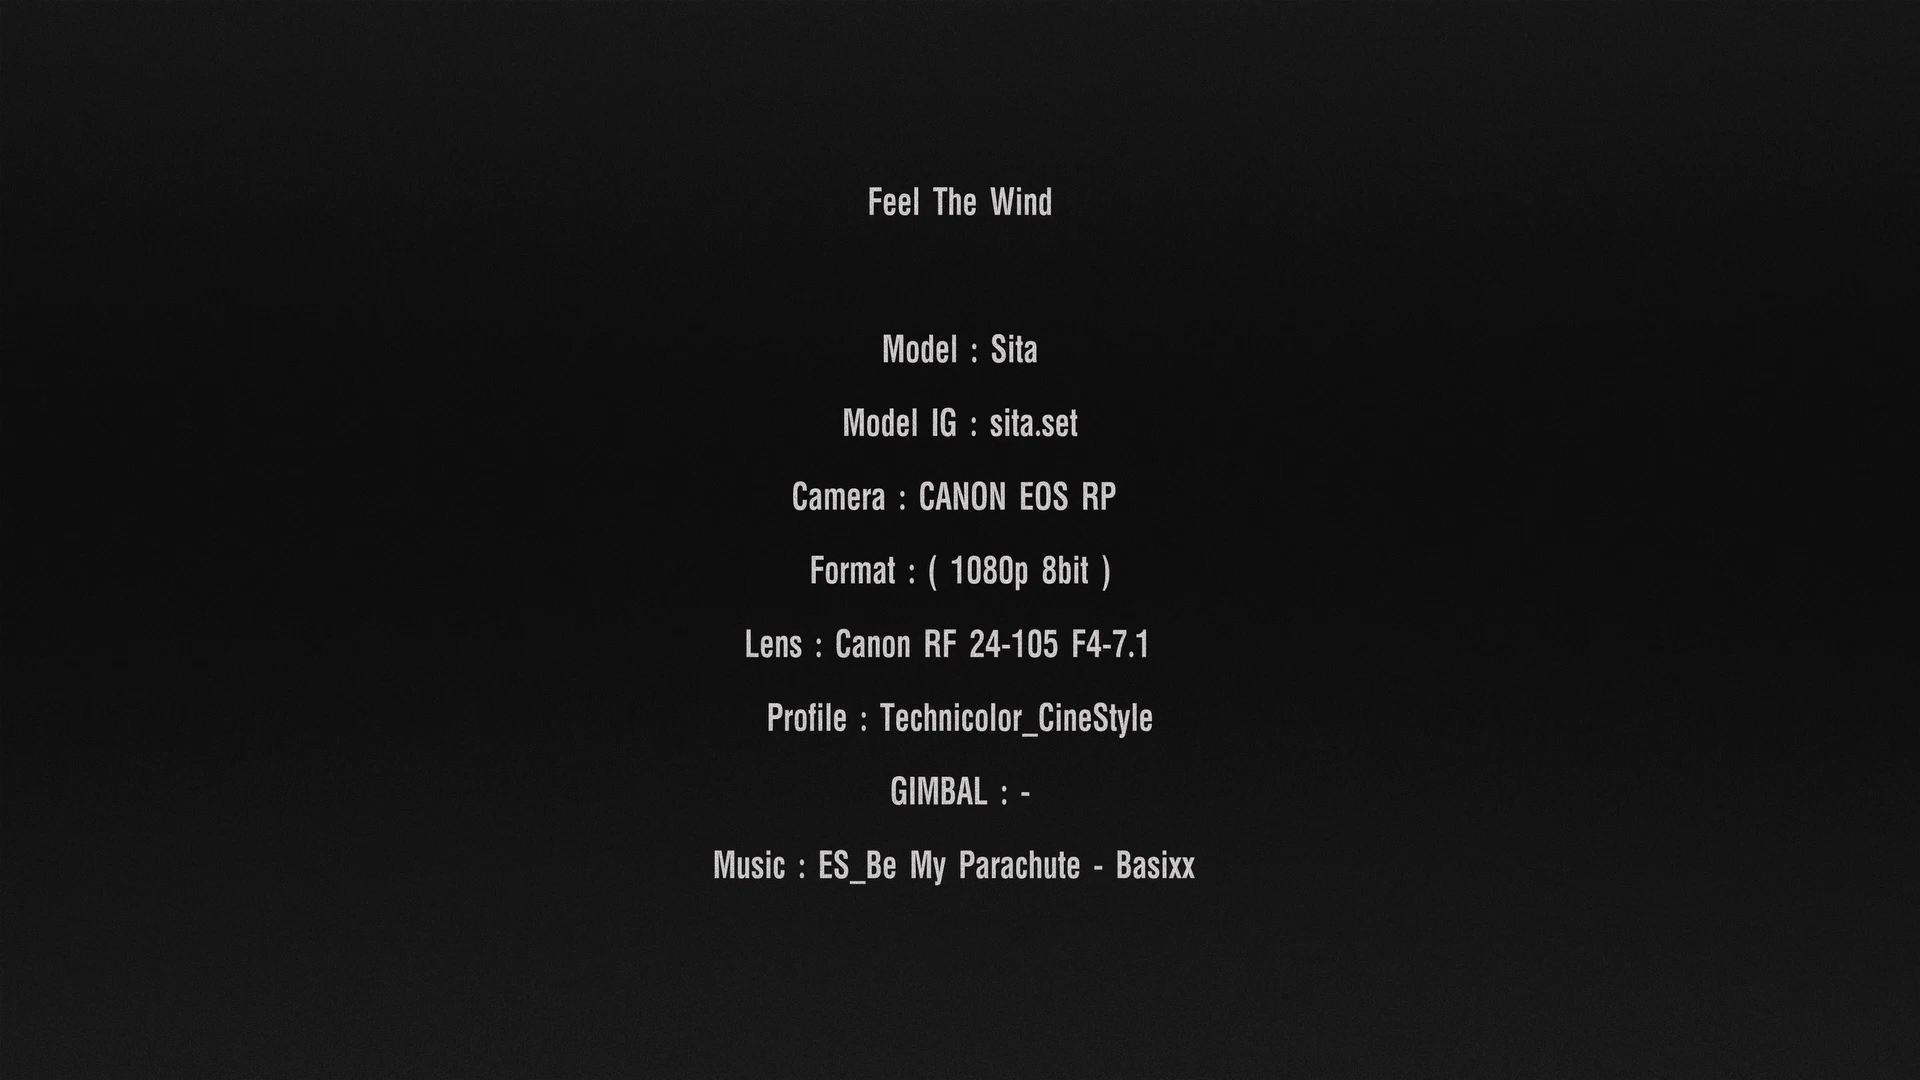 Feel The Wind
Model : Sita
Model IG : sita.set
Camera : CANON EOS RP
Format : ( 1080p 8bit )
Lens : Canon RF 24-105 F4-7.1
Profile : Technicolor_CineStyle
GIMBAL : -
Music : ES_Be My Parachute - Basixx